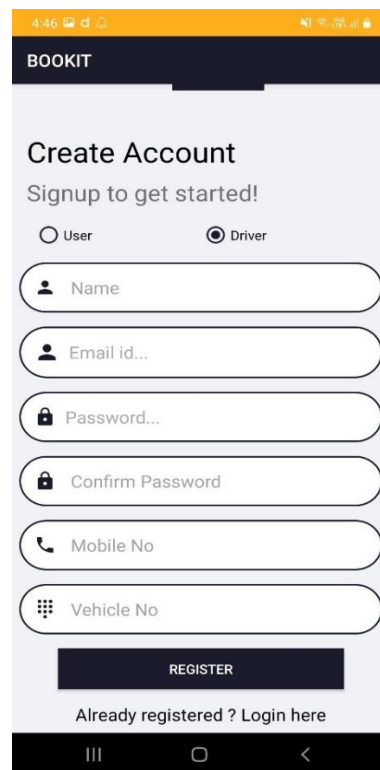 4:46
BOOKIT
Create Account
Signup to get started!
User Driver
Name
Email id...
Password...
Confirm Password
Mobile No
Vehicle No
REGISTER
Already registered ? Login here